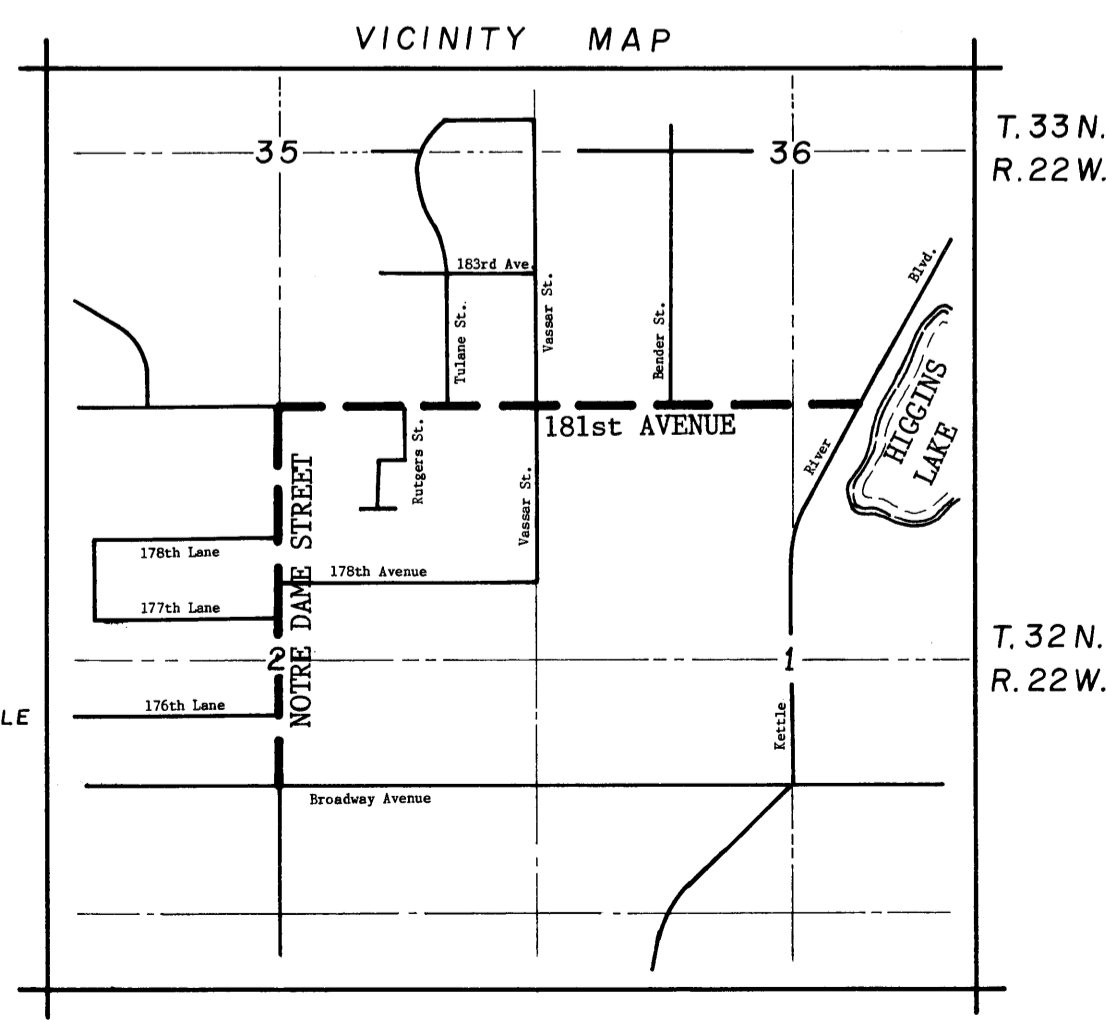 VICINITY MAP
T. 33 N.
R. 22 W.
35
36
183rd Ave.
Tulane St.
Vassar St.
Bender St.
Blvd.
River
HIGGINS
LAKE
181st AVENUE
Rutgers St.
Vassar St.
NOTRE DAME STREET
178th Lane
178th Avenue
177th Lane
2
1
T. 32 N.
R. 22 W.
176th Lane
LE
Kettle
Broadway Avenue